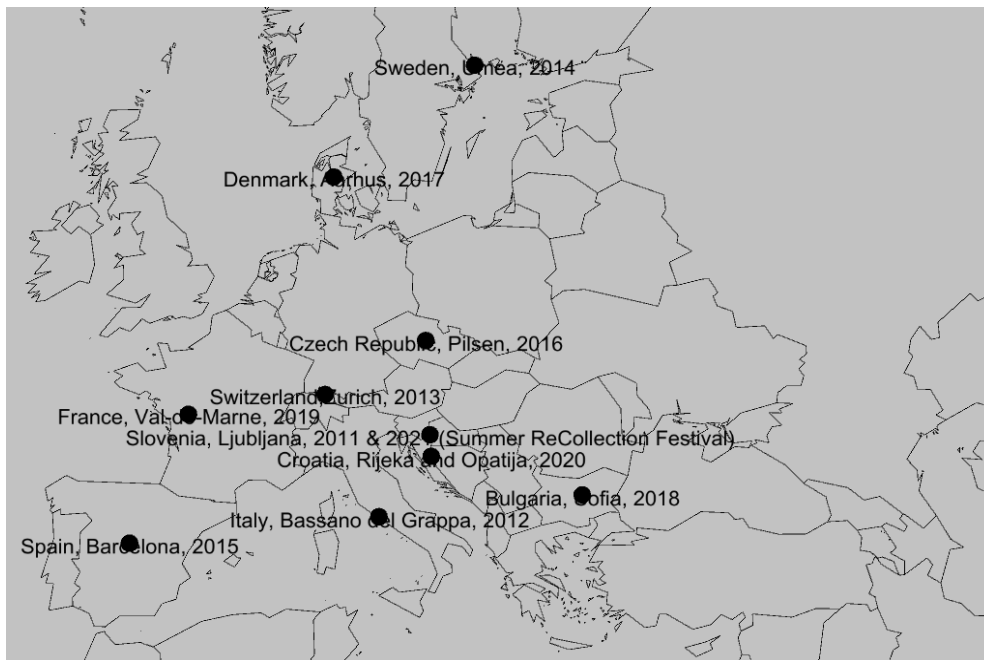 Sweden, Umea, 2014
Denmark, Aarhus, 2017
Czech Republic, Pilsen, 2016
Switzerland, Zurich, 2013
France, Val-de-Marne, 2019
Slovenia, Ljubljana, 2011 & 2021 (Summer ReCollection Festival)
Croatia, Rijeka and Opatija, 2020
Bulgaria, Sofia, 2018
Italy, Bassano del Grappa, 2012
Spain, Barcelona, 2015